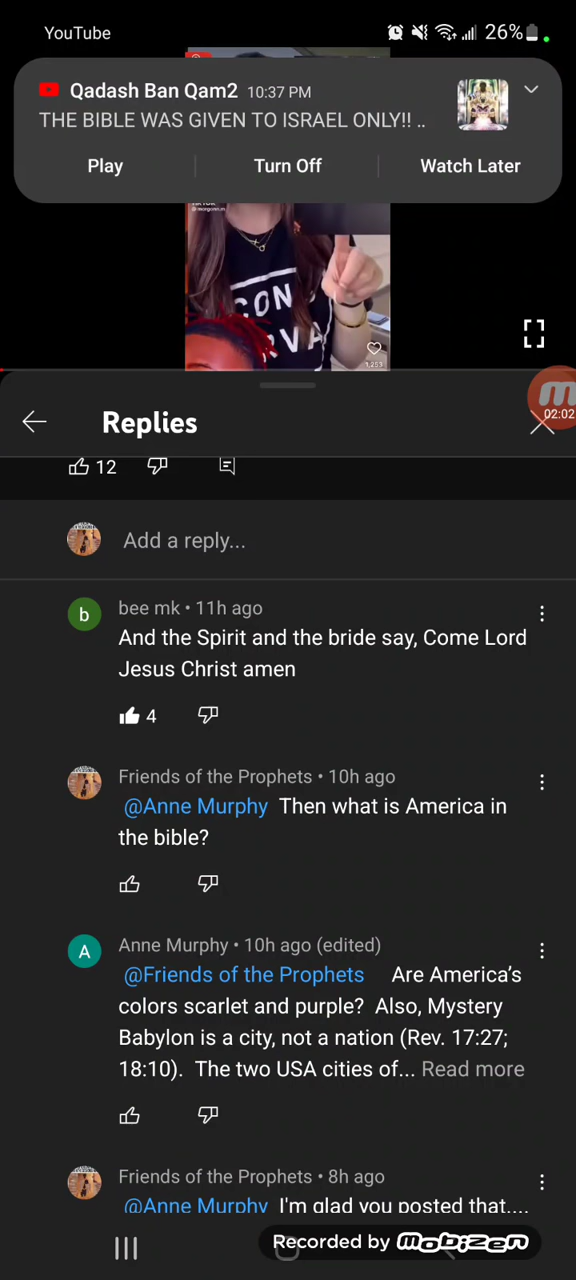 YouTube
26%
Qadash Ban Qam2 10:37 PM
THE BIBLE WAS GIVEN TO ISRAEL ONLY!! ..
Play
Turn Off
Watch Later
CON
RVA
1,293
02:02
Replies
12
Add a reply...
b
bee mk • 11h ago
And the Spirit and the bride say, Come Lord
Jesus Christ amen
4
Friends of the Prophets • 10h ago
@Anne Murphy Then what is America in
the bible?
A
Anne Murphy • 10h ago (edited)
@Friends of the Prophets Are America’s
colors scarlet and purple? Also, Mystery
Babylon is a city, not a nation (Rev. 17:27;
18:10). The two USA cities of... Read more
Friends of the Prophets • 8h ago
@Anne Murphy I'm glad you posted that....
Recorded by mobizen